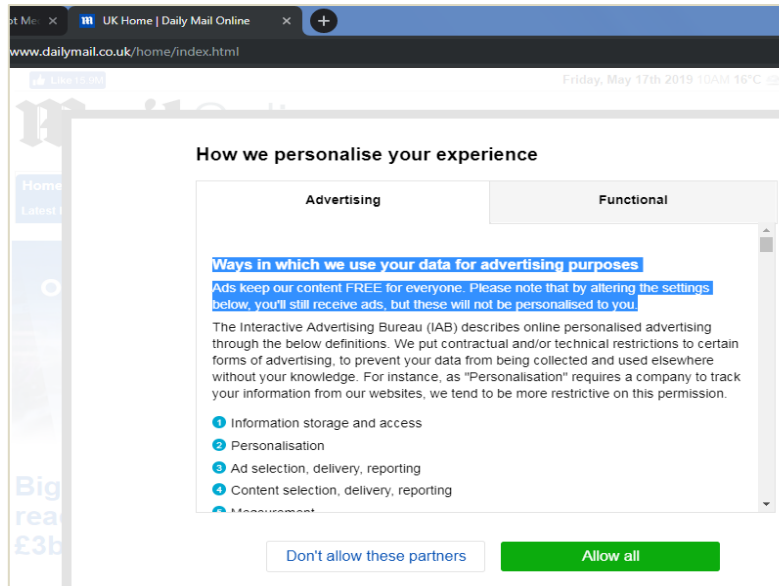 UK Home | Daily Mail Online
www.dailymail.co.uk/home/index.html
Friday, May 17th 2019 10AM 16°C
Home
Latest
How we personalise your experience
Advertising
Functional
Ways in which we use your data for advertising purposes
Ads keep our content FREE for everyone. Please note that by altering the settings
below, you'll still receive ads, but these will not be personalised to you.
The Interactive Advertising Bureau (IAB) describes online personalised advertising
through the below definitions. We put contractual and/or technical restrictions to certain
forms of advertising, to prevent your data from being collected and used elsewhere
without your knowledge. For instance, as "Personalisation" requires a company to track
your information from our websites, we tend to be more restrictive on this permission.
1 Information storage and access
2 Personalisation
3 Ad selection, delivery, reporting
4 Content selection, delivery, reporting
5 Measurement
Big
rea
£3b
Don't allow these partners
Allow all